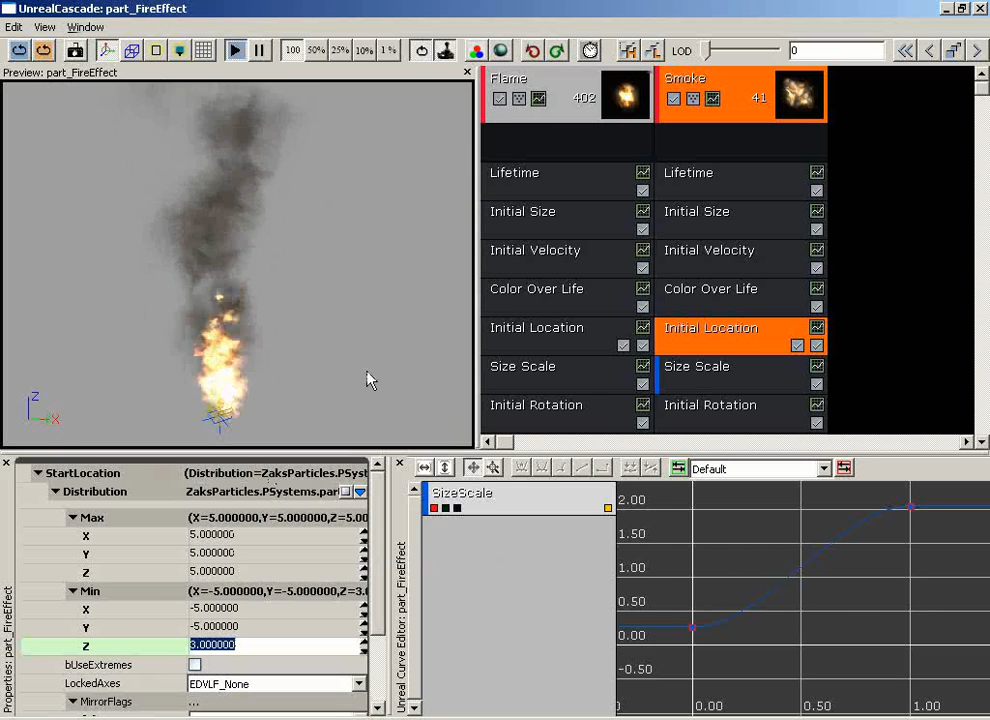 UnrealCascade: part_FireEffect
Edit View Window
100 50% 25% 10% 1 % LOD 0
Preview: part_FireEffect
Flame
402
Smoke
41
Lifetime Lifetime
Initial Size Initial Size
Initial Velocity Initial Velocity
Color Over Life Color Over Life
Initial Location Initial Location
Size Scale Size Scale
Initial Rotation Initial Rotation
Z
X
Properties: part_FireEffect
StartLocation (Distribution=ZaksParticles.PSyst
Distribution ZaksParticles.PSystems.par
Max (X=5.000000,Y=5.000000,Z=5.00
X 5.000000
Y 5.000000
Z 5.000000
Min (X=-5.000000,Y=-5.000000,Z=3.0
X -5.000000
Y -5.000000
Z 3.000000
bUseExtremes
LockedAxes EDVLF_None
MirrorFlags ...
Unreal Curve Editor: part_FireEffect
Default
SizeScale
2.00
1.50
1.00
0.50
0.00
-0.50
0.00 0.50 1.00